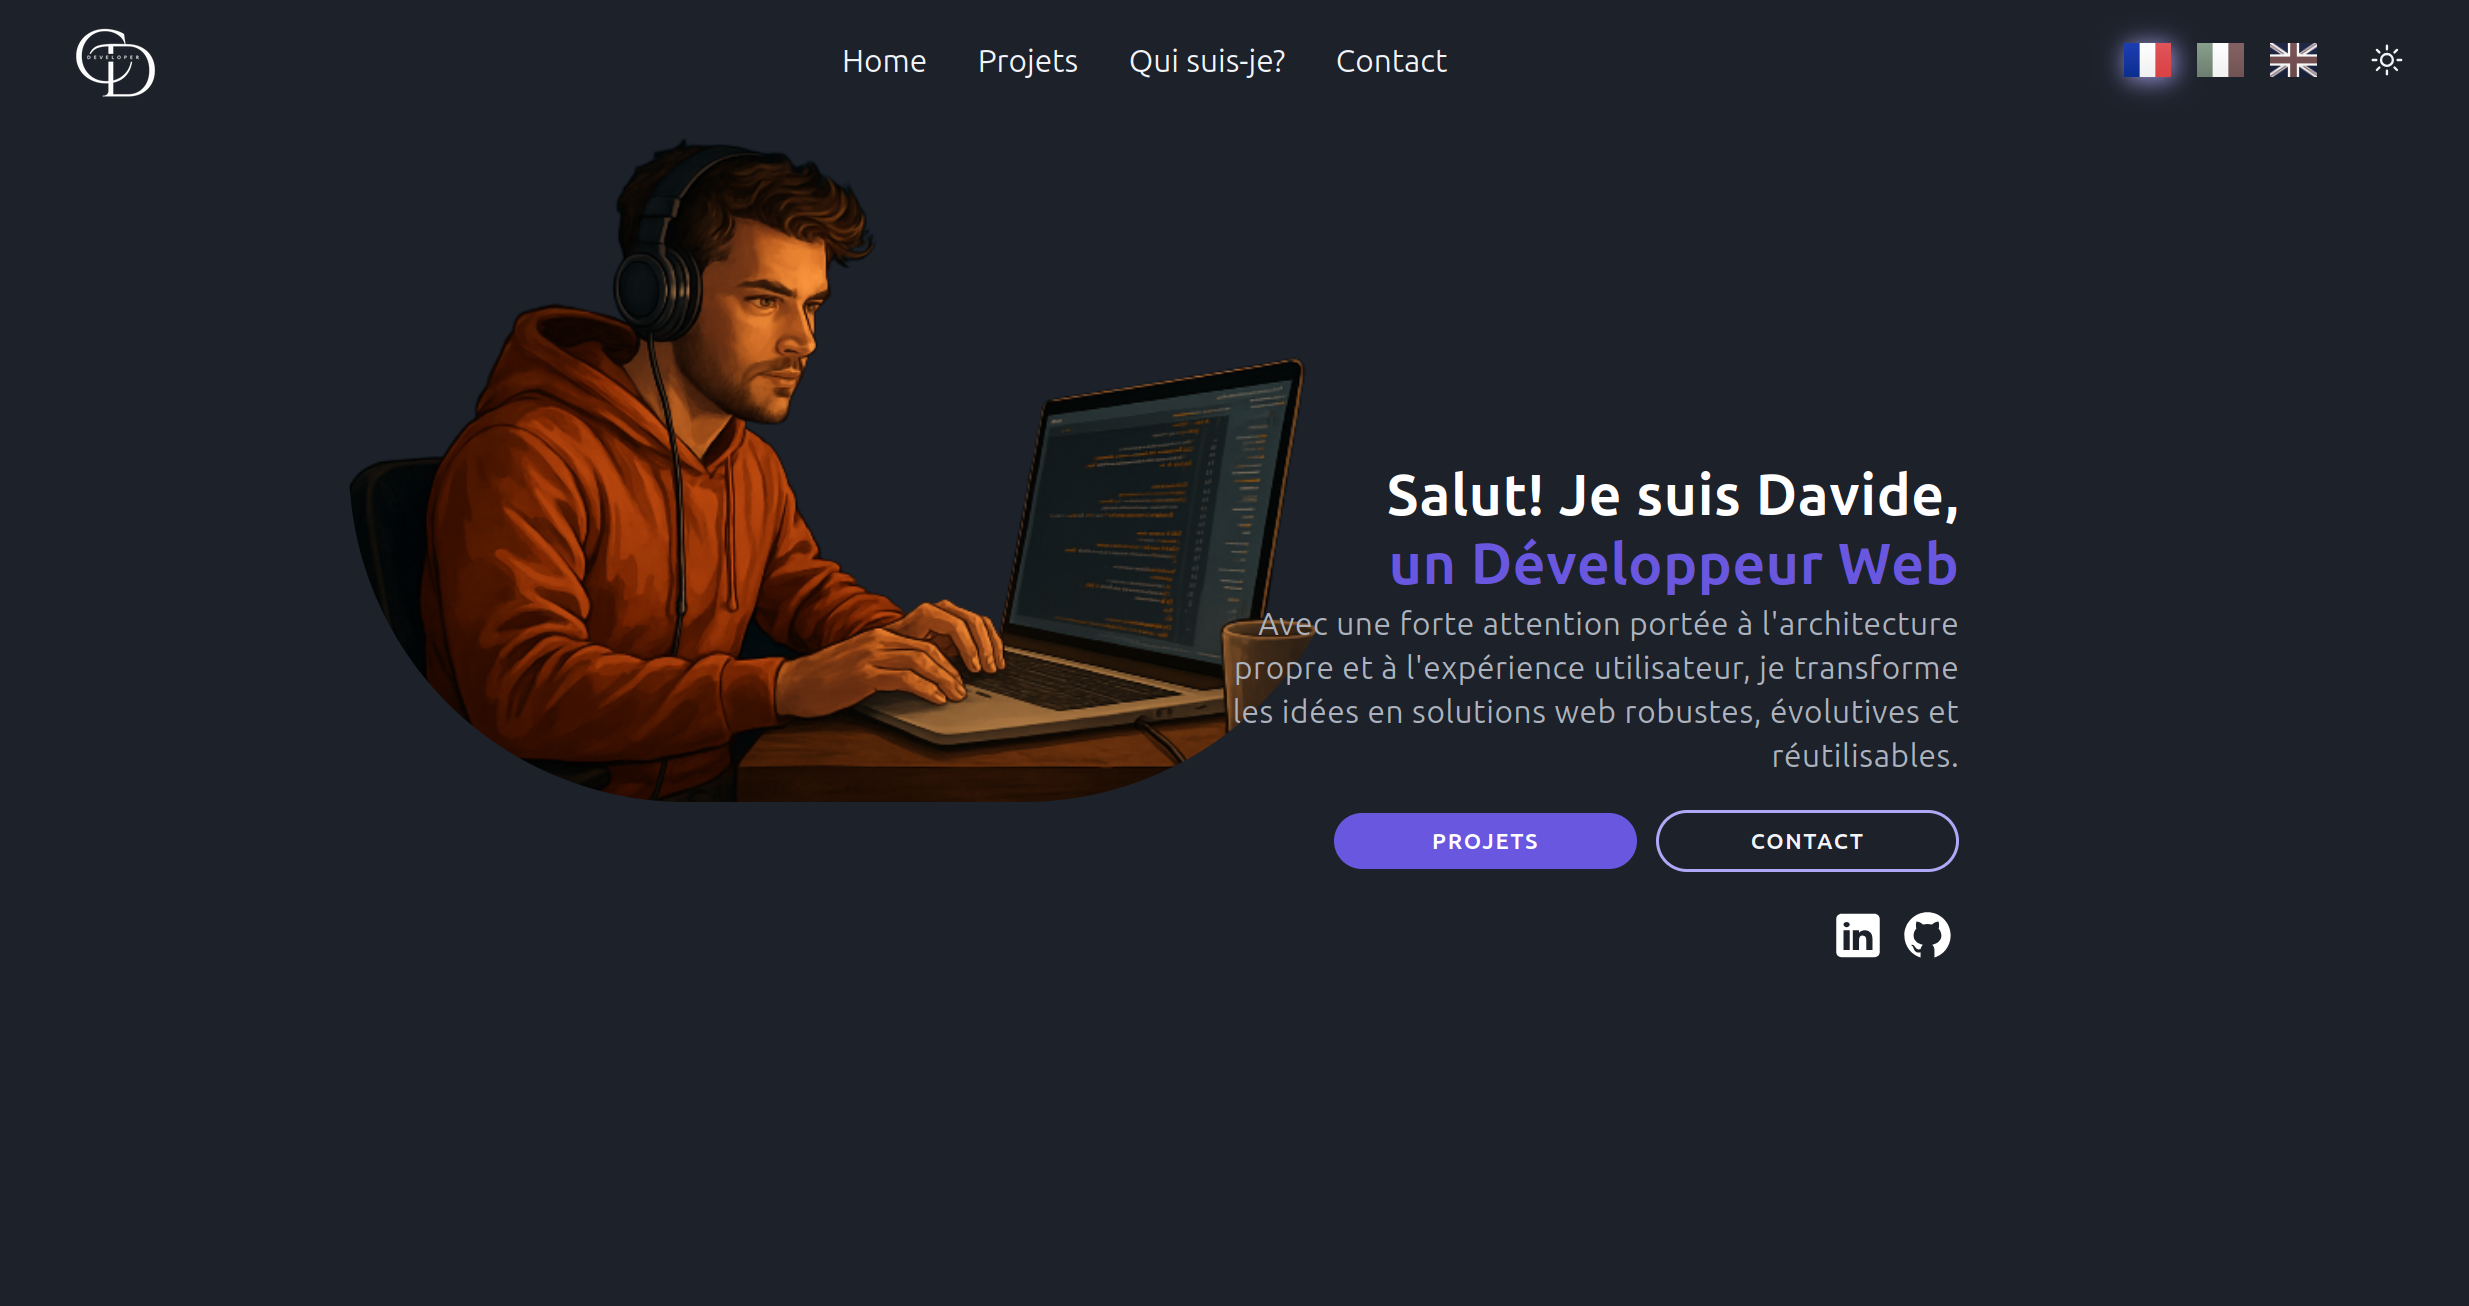 DEVELOPER
Home Projets Qui suis-je? Contact
Salut! Je suis Davide,
un Développeur Web
Avec une forte attention portée à l'architecture
propre et à l'expérience utilisateur, je transforme
les idées en solutions web robustes, évolutives et
réutilisables.
PROJETS CONTACT
in